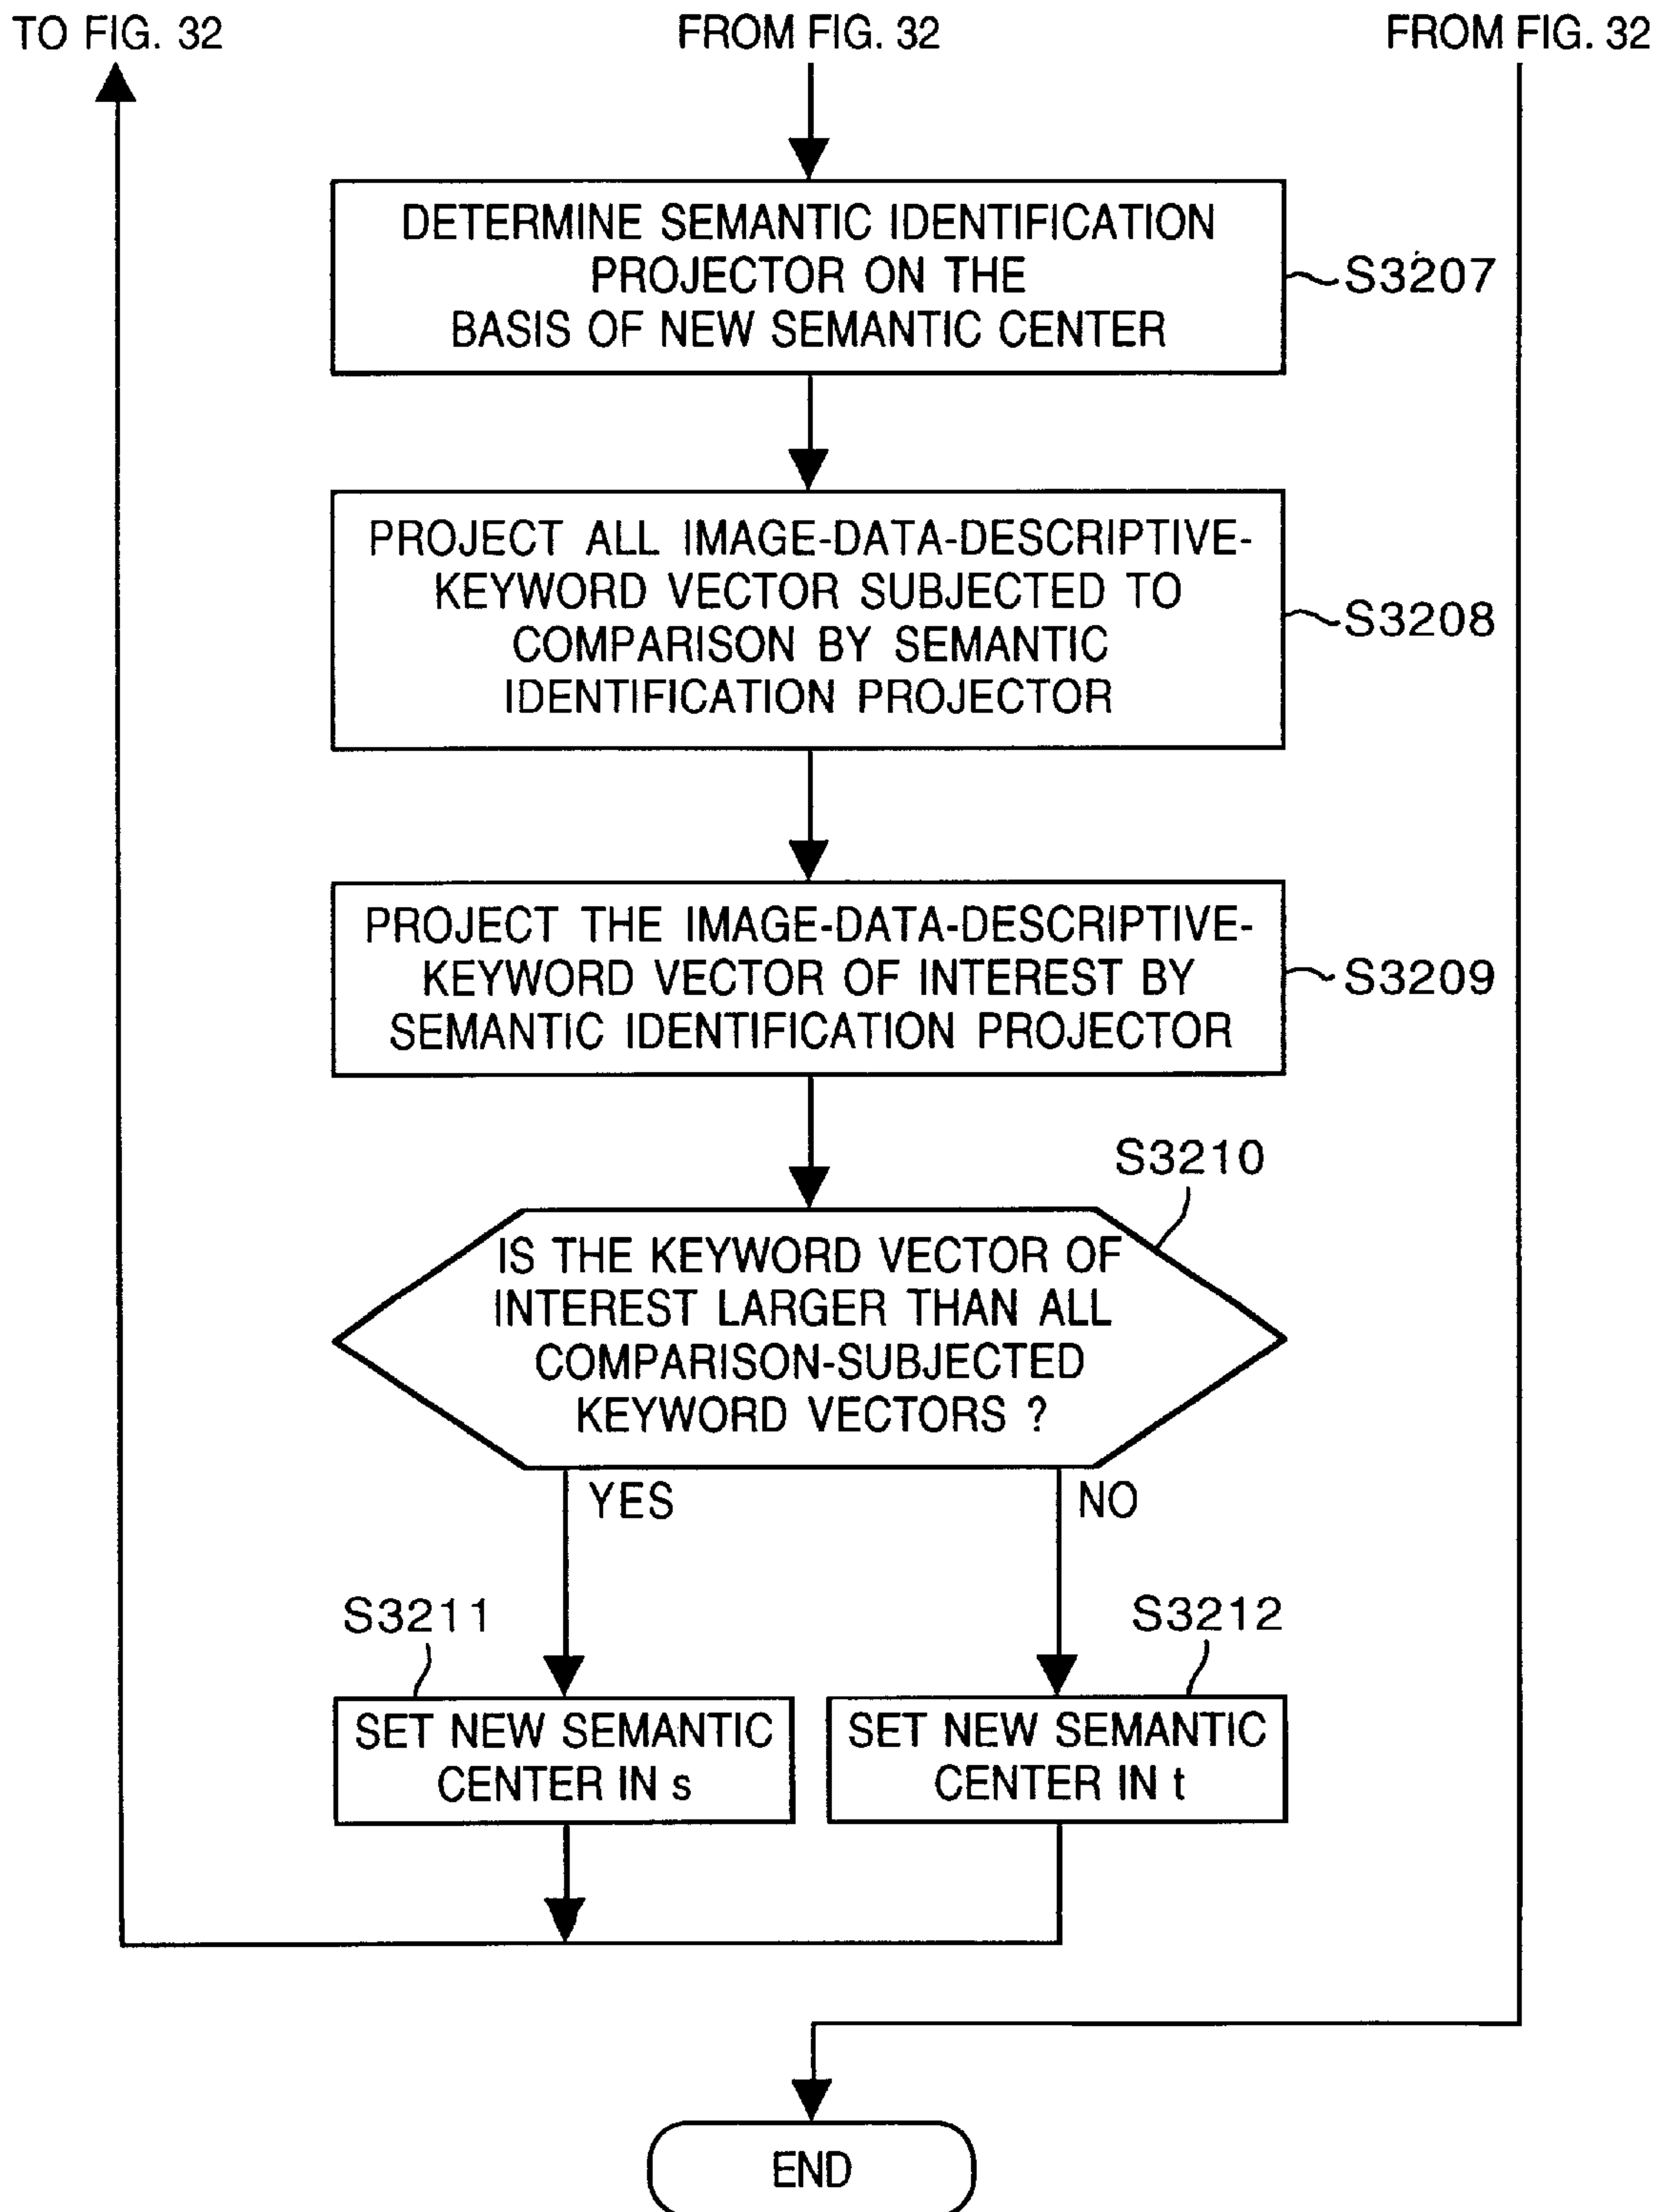 TO FIG. 32
FROM FIG. 32
FROM FIG. 32
DETERMINE SEMANTIC IDENTIFICATION
PROJECTOR ON THE
BASIS OF NEW SEMANTIC CENTER
S3207
PROJECT ALL IMAGE-DATA-DESCRIPTIVE-
KEYWORD VECTOR SUBJECTED TO
COMPARISON BY SEMANTIC
IDENTIFICATION PROJECTOR
S3208
PROJECT THE IMAGE-DATA-DESCRIPTIVE-
KEYWORD VECTOR OF INTEREST BY
SEMANTIC IDENTIFICATION PROJECTOR
S3209
S3210
IS THE KEYWORD VECTOR OF
INTEREST LARGER THAN ALL
COMPARISON-SUBJECTED
KEYWORD VECTORS ?
YES
NO
S3211
S3212
SET NEW SEMANTIC
CENTER IN s
SET NEW SEMANTIC
CENTER IN t
END